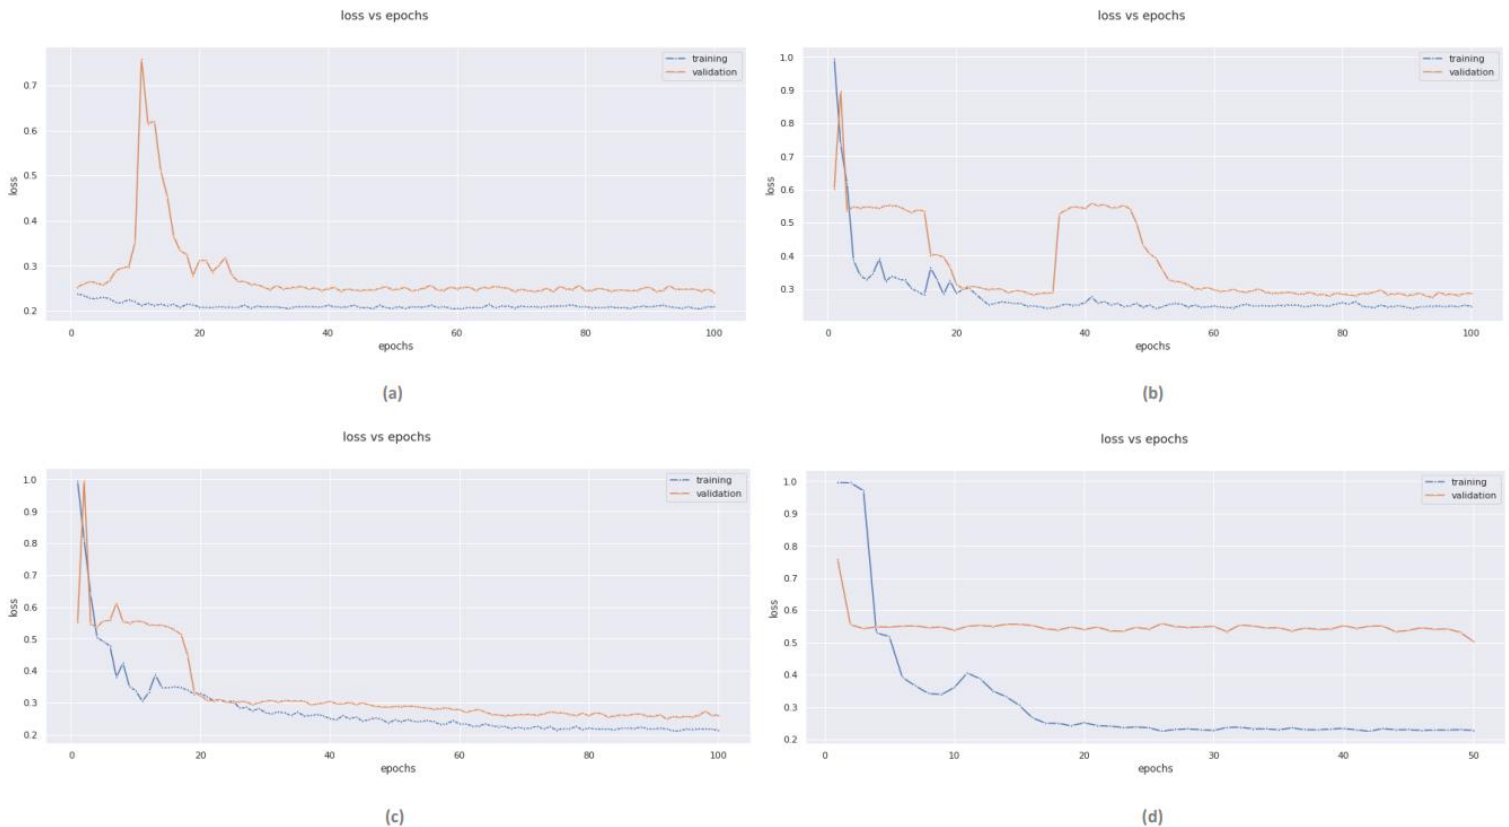 loss vs epochs
training
validation
0.7
0.6
0.5
0.4
0.3
0.2
loss
0 20 40 60 80 100
epochs
(a)
loss vs epochs
training
validation
1.0
0.9
0.8
0.7
0.6
0.5
0.4
0.3
loss
0 20 40 60 80 100
epochs
(b)
loss vs epochs
training
validation
1.0
0.9
0.8
0.7
0.6
0.5
0.4
0.3
0.2
loss
0 20 40 60 80 100
epochs
(c)
loss vs epochs
training
validation
1.0
0.9
0.8
0.7
0.6
0.5
0.4
0.3
0.2
loss
0 10 20 30 40 50
epochs
(d)